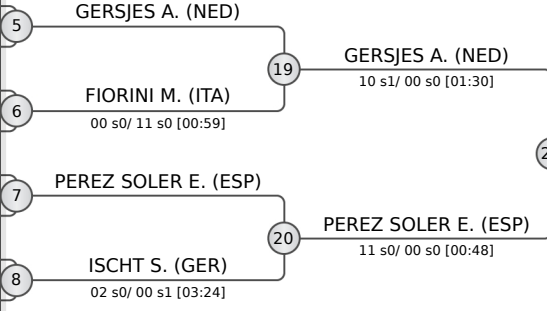 GERSJES A. (NED)
5
19
GERSJES A. (NED)
10 s1/ 00 s0 [01:30]
FIORINI M. (ITA)
6
00 s0/ 11 s0 [00:59]
PEREZ SOLER E. (ESP)
7
20
PEREZ SOLER E. (ESP)
11 s0/ 00 s0 [00:48]
ISCHT S. (GER)
8
02 s0/ 00 s1 [03:24]